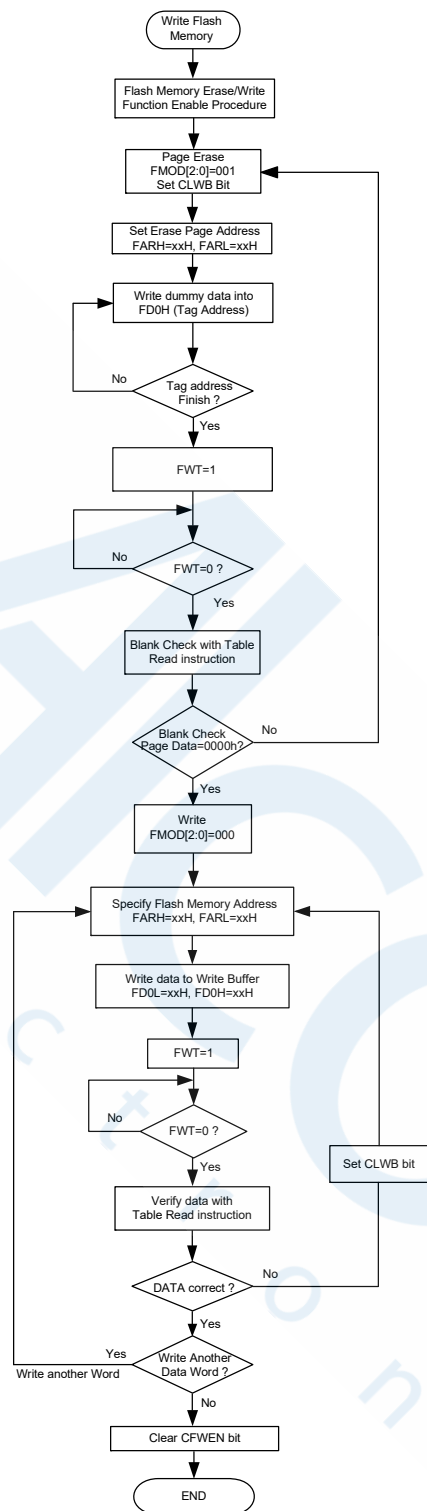 Write Flash
Memory
Flash Memory Erase/Write
Function Enable Procedure
Page Erase
FMOD[2:0]=001
Set CLWB Bit
Set Erase Page Address
FARH=xxH, FARL=xxH
Write dummy data into
FD0H (Tag Address)
No
Tag address
Finish ?
Yes
FWT=1
No
FWT=0 ?
Yes
Blank Check with Table
Read instruction
Blank Check
Page Data=0000h?
No
Yes
Write
FMOD[2:0]=000
Specify Flash Memory Address
FARH=xxH, FARL=xxH
Write data to Write Buffer
FD0L=xxH, FD0H=xxH
FWT=1
No
FWT=0 ?
Yes
Set CLWB bit
Verify data with
Table Read instruction
DATA correct ?
No
Yes
Yes
Write another Word
Write Another
Data Word ?
No
Clear CFWEN bit
END